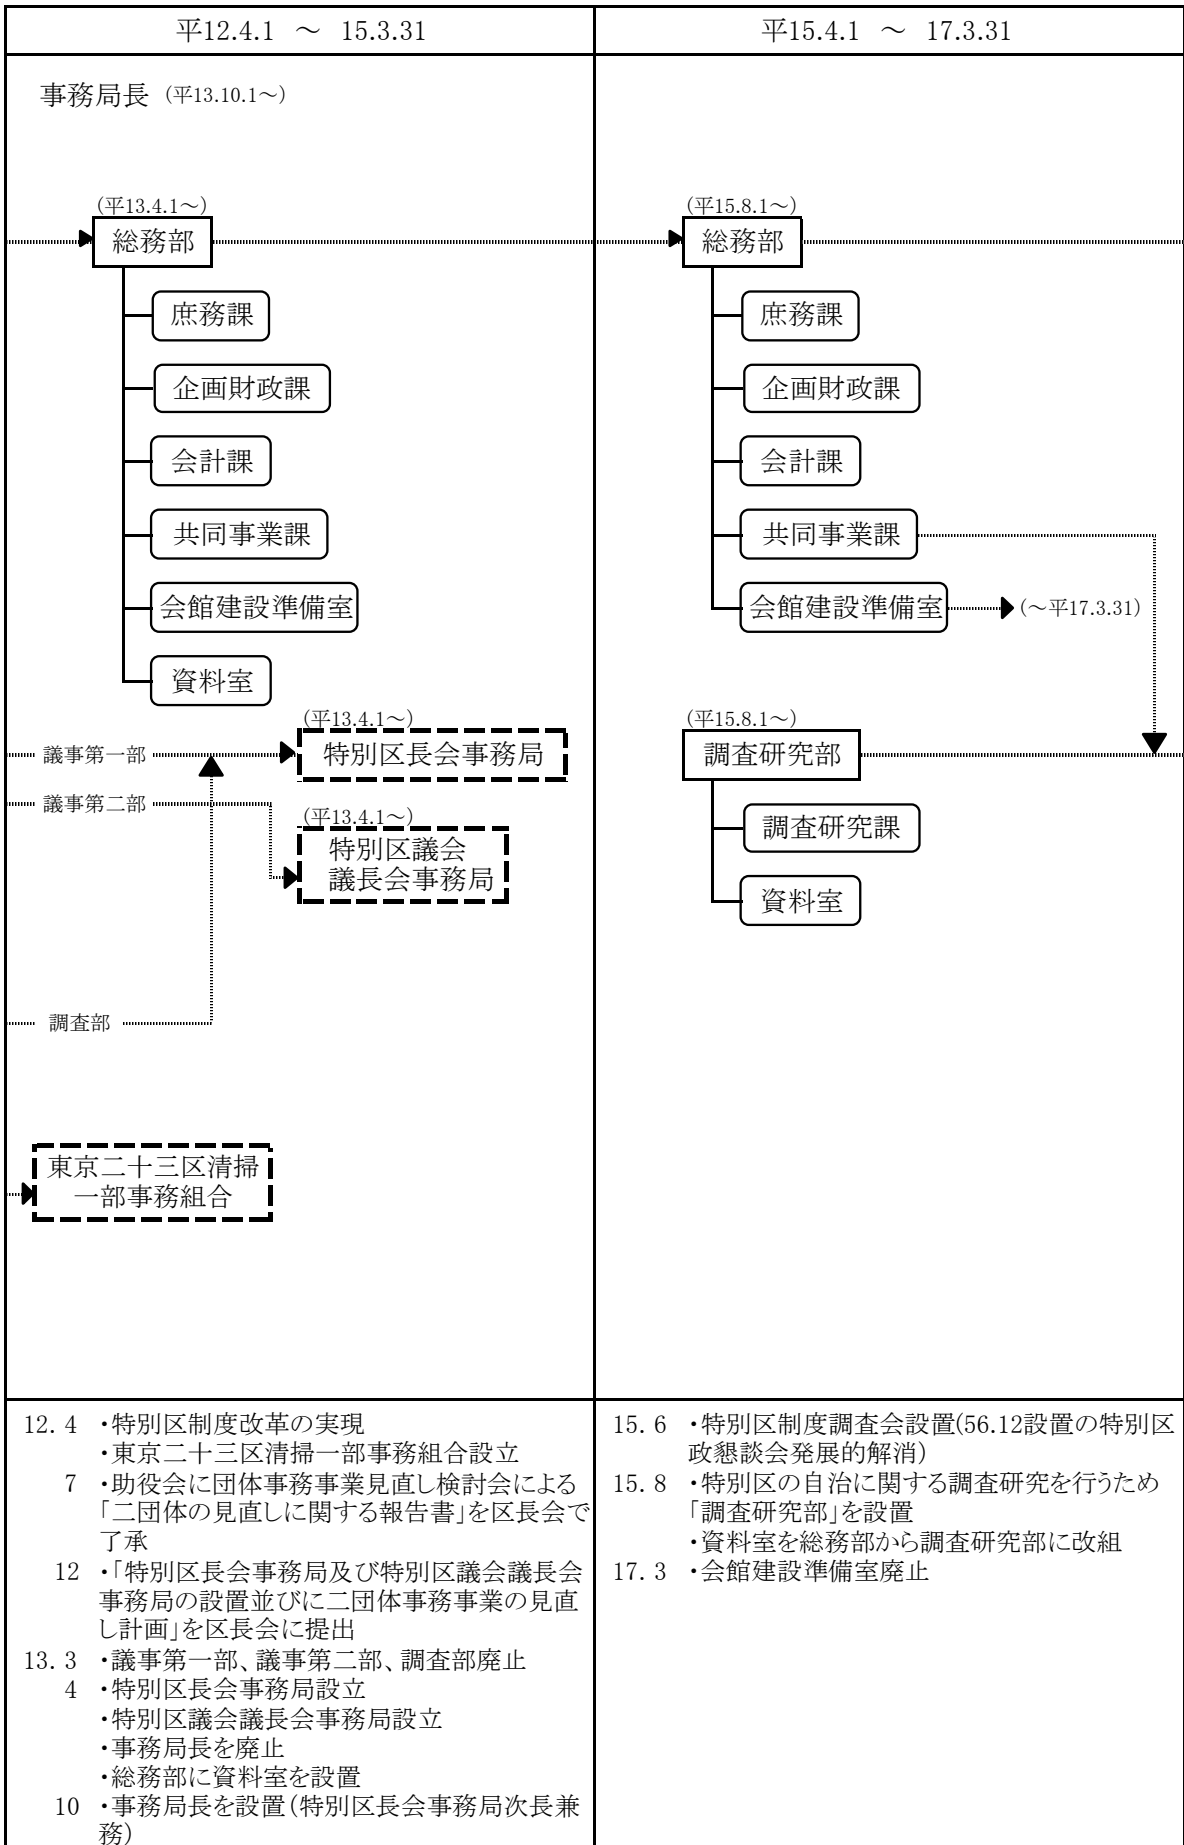 平12.4.1 ～ 15.3.31
事務局長 (平13.10.1～)
(平13.4.1～)
総務部
庶務課
企画財政課
会計課
共同事業課
会館建設準備室
資料室
(平13.4.1～)
議事第一部
特別区長会事務局
議事第二部
(平13.4.1～)
特別区議会
議長会事務局
調査部
東京二十三区清掃
一部事務組合
平15.4.1 ～ 17.3.31
(平15.8.1～)
総務部
庶務課
企画財政課
会計課
共同事業課
会館建設準備室
(～平17.3.31)
(平15.8.1～)
調査研究部
調査研究課
資料室
12. 4 ・特別区制度改革の実現
・東京二十三区清掃一部事務組合設立
7 ・助役会に団体事務事業見直し検討会による
「二団体の見直しに関する報告書」を区長会で
了承
12 ・「特別区長会事務局及び特別区議会議長会
事務局の設置並びに二団体事務事業の見直
し計画」を区長会に提出
13. 3 ・議事第一部、議事第二部、調査部廃止
4 ・特別区長会事務局設立
・特別区議会議長会事務局設立
・事務局長を廃止
・総務部に資料室を設置
10 ・事務局長を設置(特別区長会事務局次長兼
務)
15. 6 ・特別区制度調査会設置(56.12設置の特別区
政懇談会発展的解消)
15. 8 ・特別区の自治に関する調査研究を行うため
「調査研究部」を設置
・資料室を総務部から調査研究部に改組
17. 3 ・会館建設準備室廃止